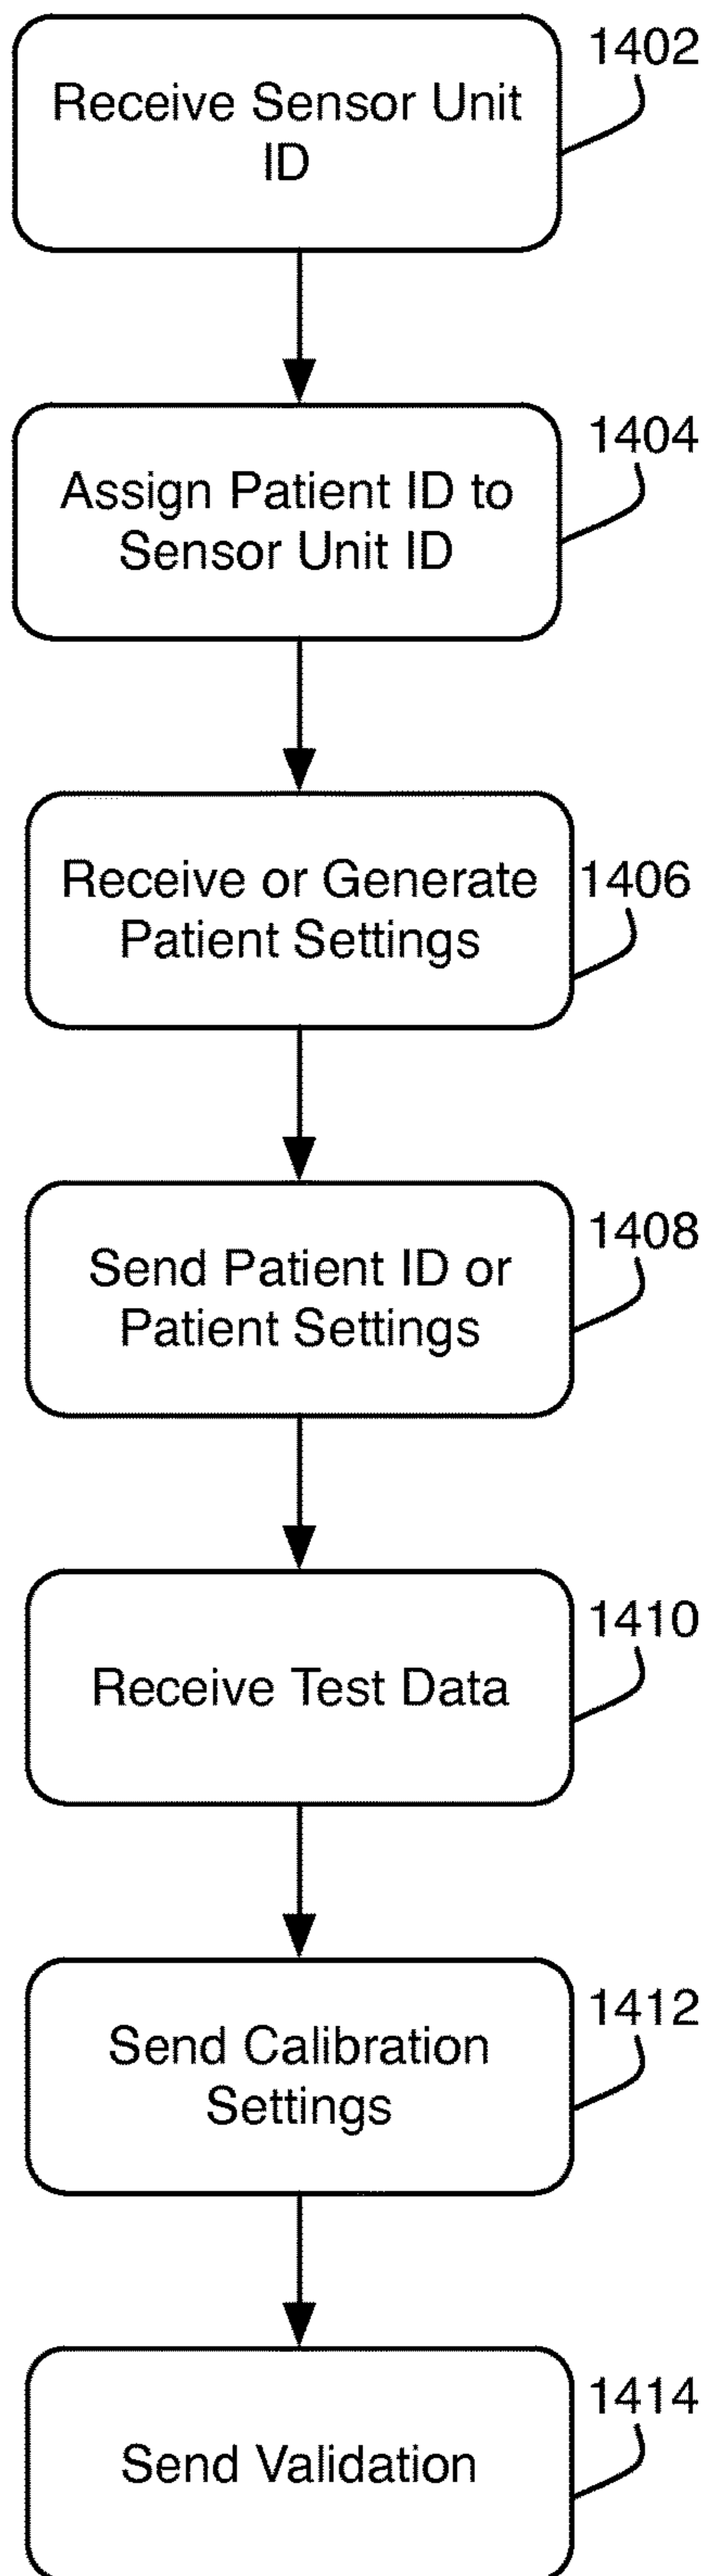 1402
Receive Sensor Unit
ID
1404
Assign Patient ID to
Sensor Unit ID
1406
Receive or Generate
Patient Settings
1408
Send Patient ID or
Patient Settings
1410
Receive Test Data
1412
Send Calibration
Settings
1414
Send Validation